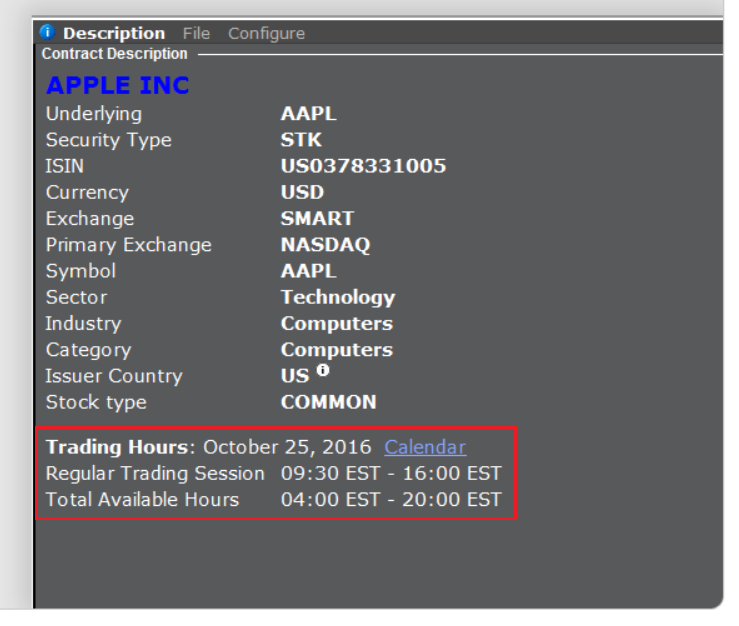 Description File Configure
Contract Description
APPLE INC
Underlying AAPL
Security Type STK
ISIN US0378331005
Currency USD
Exchange SMART
Primary Exchange NASDAQ
Symbol AAPL
Sector Technology
Industry Computers
Category Computers
Issuer Country US
Stock type COMMON
Trading Hours: October 25, 2016 Calendar
Regular Trading Session 09:30 EST - 16:00 EST
Total Available Hours 04:00 EST - 20:00 EST